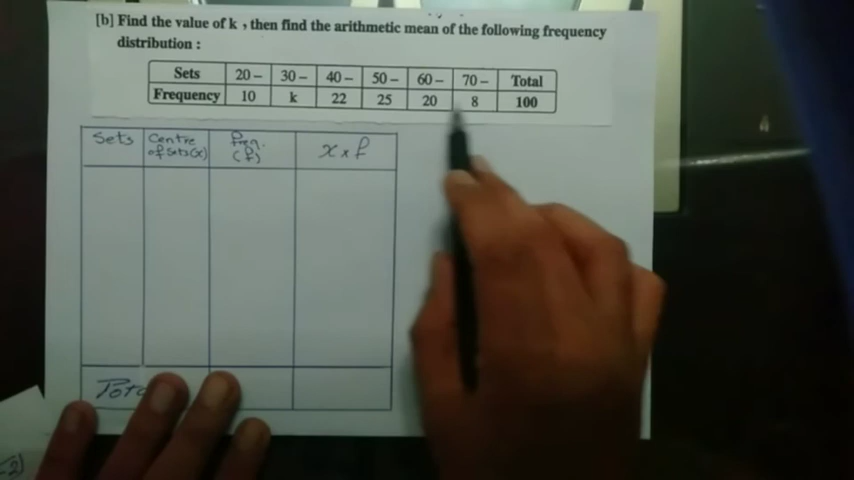 [b] Find the value of k , then find the arithmetic mean of the following frequency
distribution :
Sets 20 – 30 – 40 – 50 – 60 – 70 – Total
Frequency 10 k 22 25 20 8 100
Sets Centre of Sets(x) freq. (f) x x f